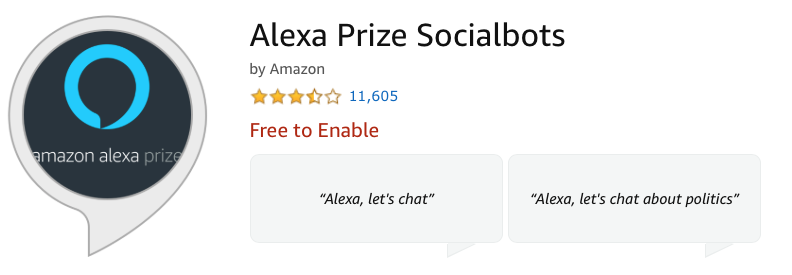 amazon alexa prize
Alexa Prize Socialbots
by Amazon
11,605
Free to Enable
“Alexa, let's chat”
“Alexa, let's chat about politics”